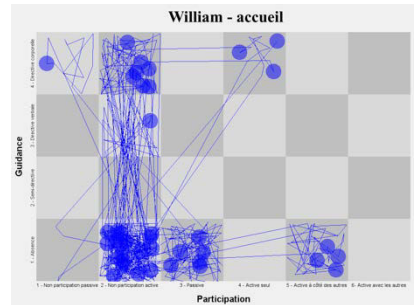 William - accueil
4 - Directive corporelle
3 - Directive verbale
2 - Semi-directive
1 - Absence
Guidance
1 - Non participation passive
2 - Non participation active
3 - Passive
4 - Active seul
5 - Active à côté des autres
6- Active avec les autres
Participation